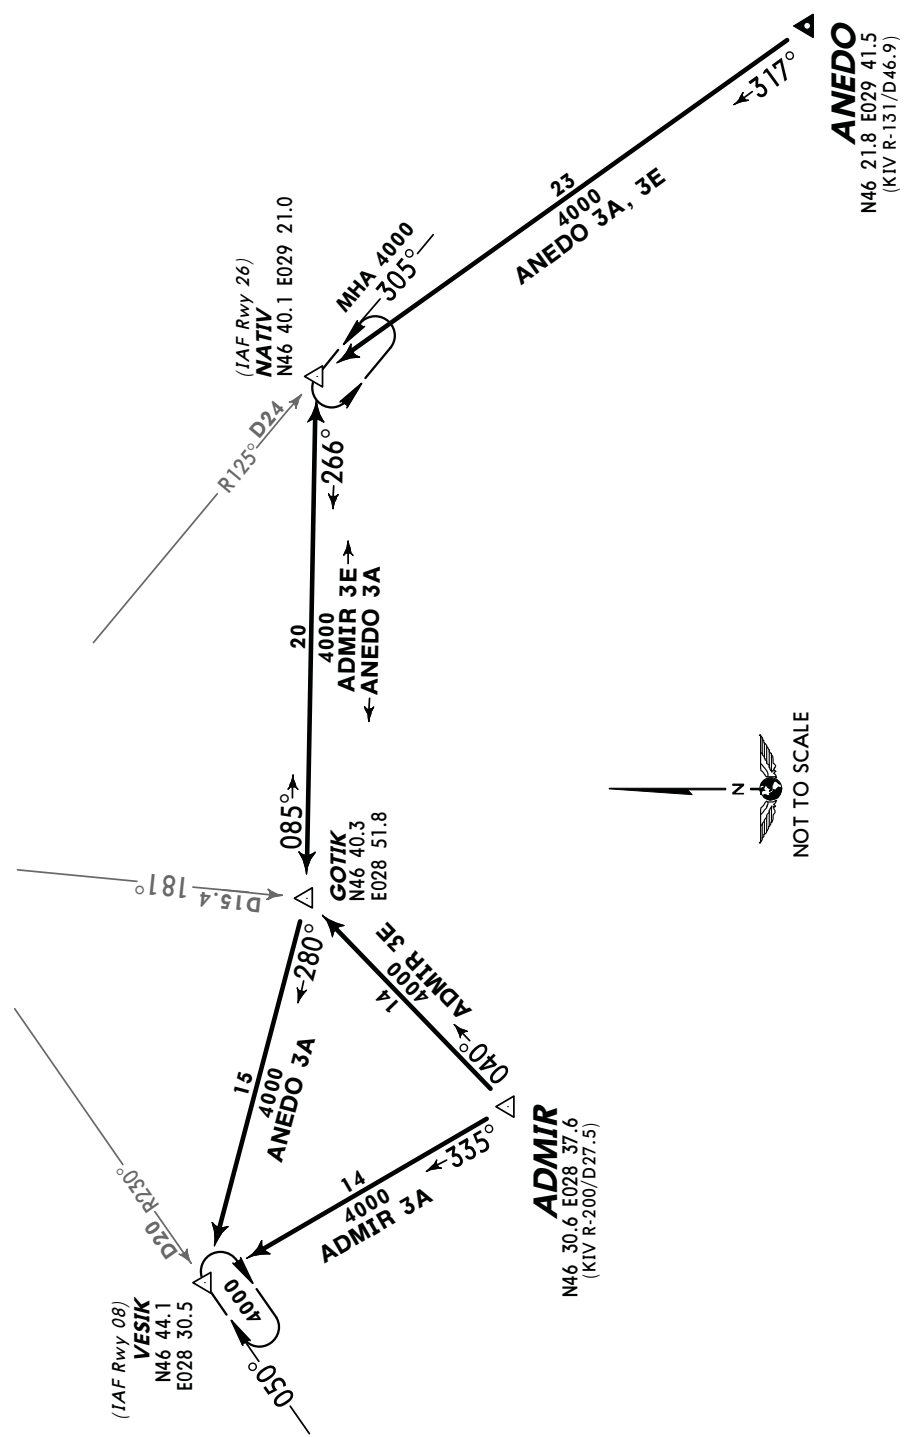 ANEDO
N46 21.8 E029 41.5
(KIV R-131/D46.9)
317°
23
4000
ANEDO 3A, 3E
MHA 4000
305°
(IAF Rwy 26)
NATIV
N46 40.1 E029 21.0
R125° D24
266°
20
4000
ADMIR 3E
ANEDO 3A
085°
GOTIK
N46 40.3
E028 51.8
D15.4 181°
280°
15
4000
ANEDO 3A
14
4000
ADMIR 3E
040°
ADMIR
N46 30.6 E028 37.6
(KIV R-200/D27.5)
335°
14
4000
ADMIR 3A
D20 R230°
(IAF Rwy 08)
VESIK
N46 44.1
E028 30.5
4000
050°
N
NOT TO SCALE